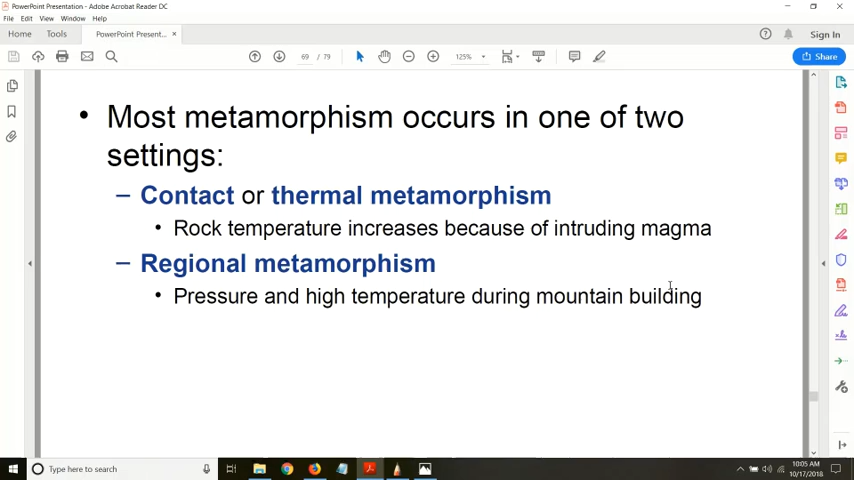 PowerPoint Presentation - Adobe Acrobat Reader DC
File Edit View Window Help
Home Tools PowerPoint Present... × Sign In
69 / 79 125% Share
• Most metamorphism occurs in one of two
settings:
– Contact or thermal metamorphism
• Rock temperature increases because of intruding magma
– Regional metamorphism
• Pressure and high temperature during mountain building
Type here to search
10:05 AM
10/17/2018